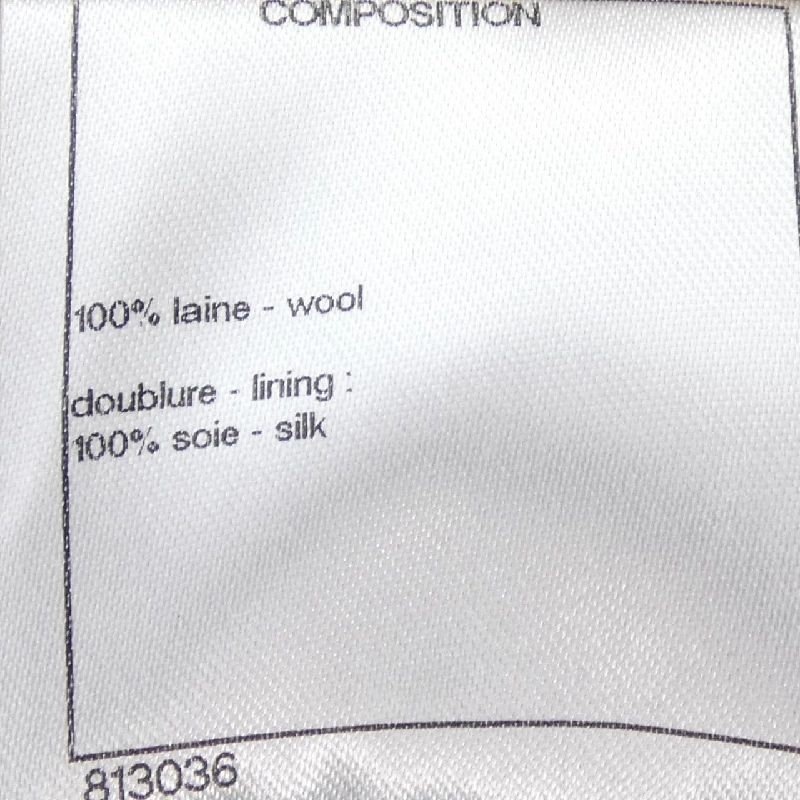 COMPOSITION
100% laine - wool
doublure - lining :
100% soie - silk
813036